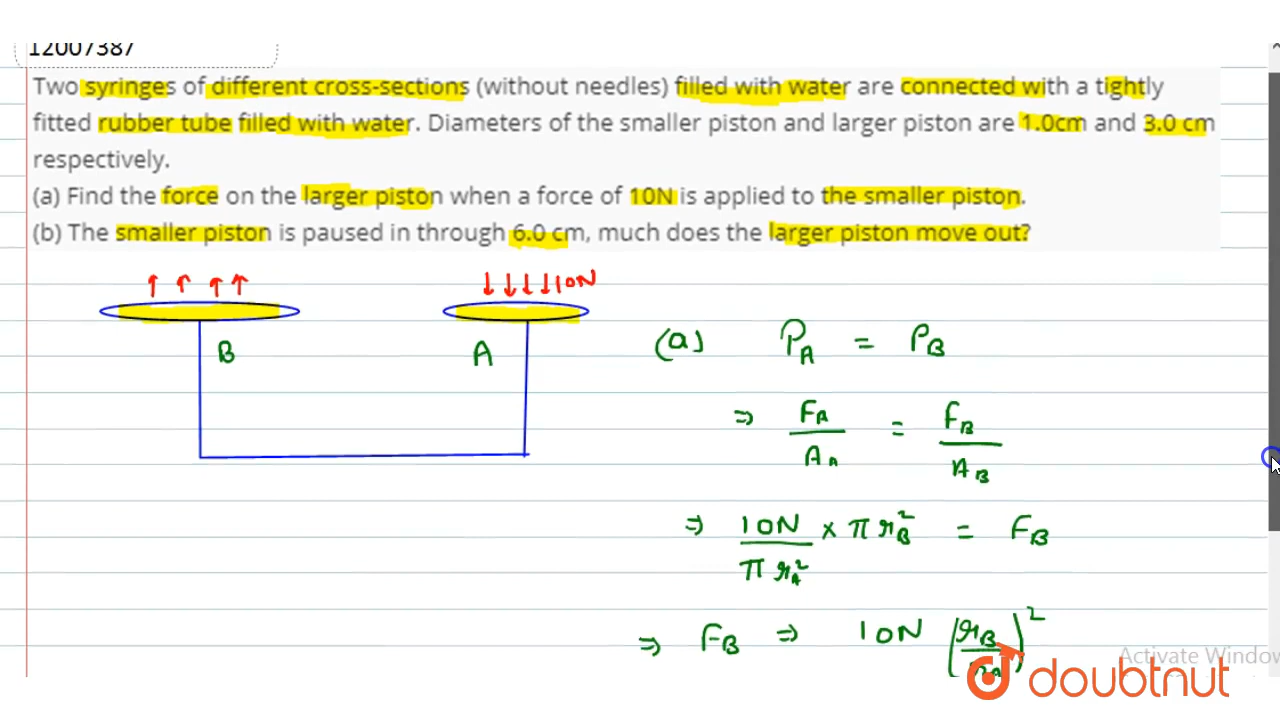 12007387
Two syringes of different cross-sections (without needles) filled with water are connected with a tightly
fitted rubber tube filled with water. Diameters of the smaller piston and larger piston are 1.0cm and 3.0 cm
respectively.
(a) Find the force on the larger piston when a force of 10N is applied to the smaller piston.
(b) The smaller piston is paused in through 6.0 cm, much does the larger piston move out?
↑ ↑ ↑ ↑
↓ ↓ ↓ ↓ 10N
B
A
(a) P_A = P_B
⇒ F_A / A_A = F_B / A_B
⇒ 10N / π r_A² × π r_B² = F_B
⇒ F_B ⇒ 10N (r_B / r_A)²
Activate Window
doubtnut